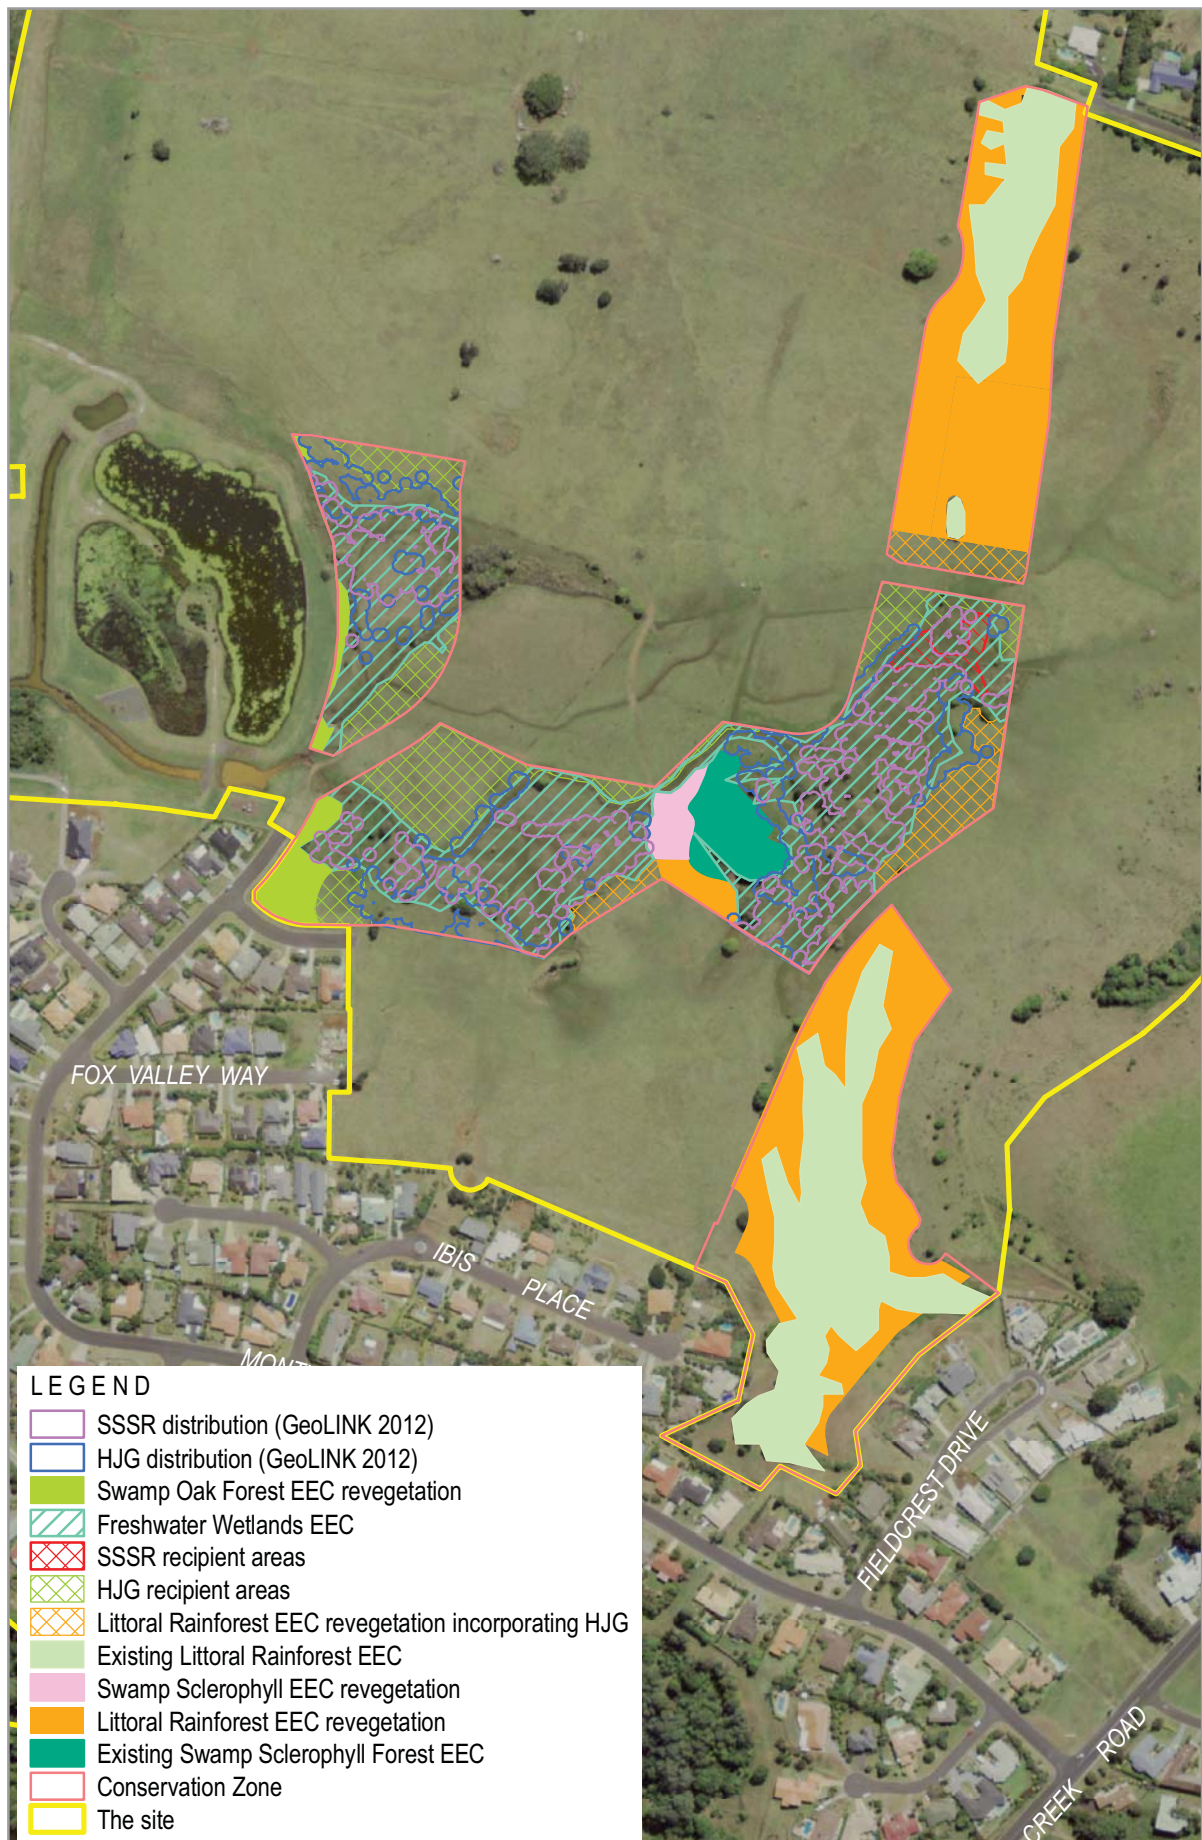 FOX VALLEY WAY
IBIS PLACE
FIELDCREST DRIVE
CREEK ROAD
LEGEND
SSSR distribution (GeoLINK 2012)
HJG distribution (GeoLINK 2012)
Swamp Oak Forest EEC revegetation
Freshwater Wetlands EEC
SSSR recipient areas
HJG recipient areas
Littoral Rainforest EEC revegetation incorporating HJG
Existing Littoral Rainforest EEC
Swamp Sclerophyll EEC revegetation
Littoral Rainforest EEC revegetation
Existing Swamp Sclerophyll Forest EEC
Conservation Zone
The site